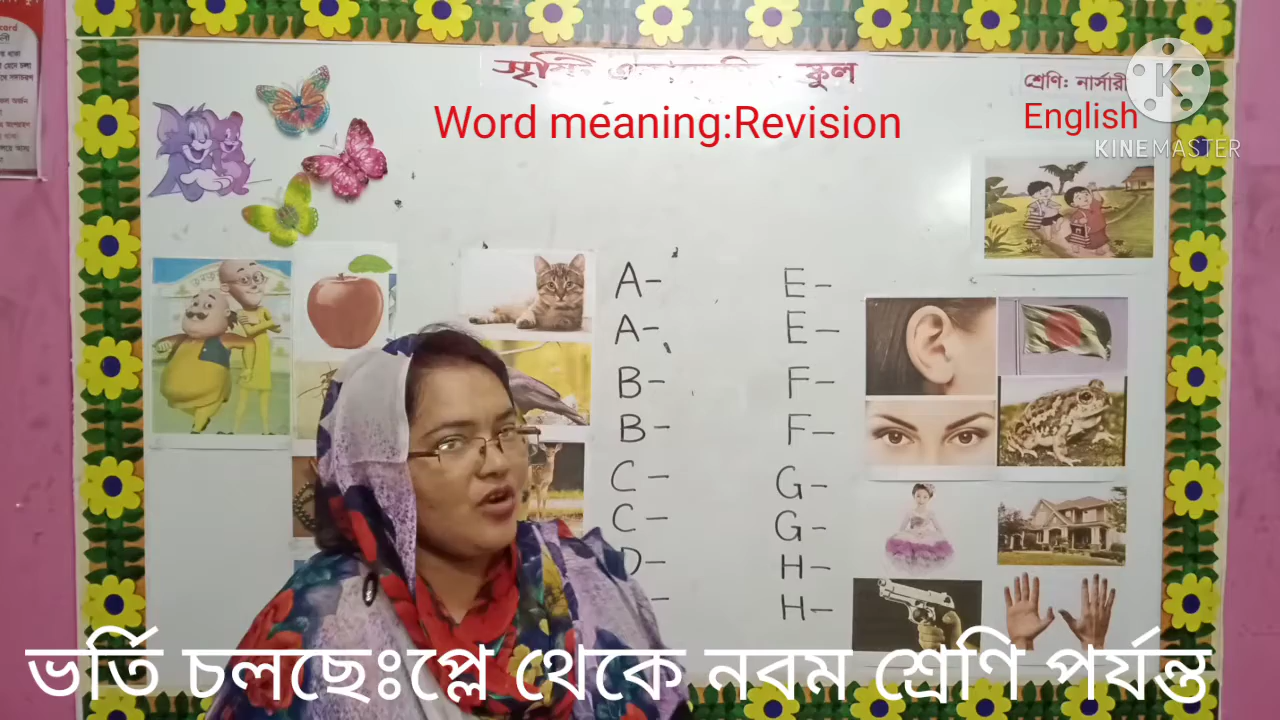 সৃষ্টি স্কুল
শ্রেণি: নার্সারী
Word meaning:Revision
English
KINEMASTER
A-
A-
B-
B-
C-
C-
D-
-
E-
E-
F-
F-
G-
G-
H-
H-
ভর্তি চলছেঃপ্লে থেকে নবম শ্রেণি পর্যন্ত